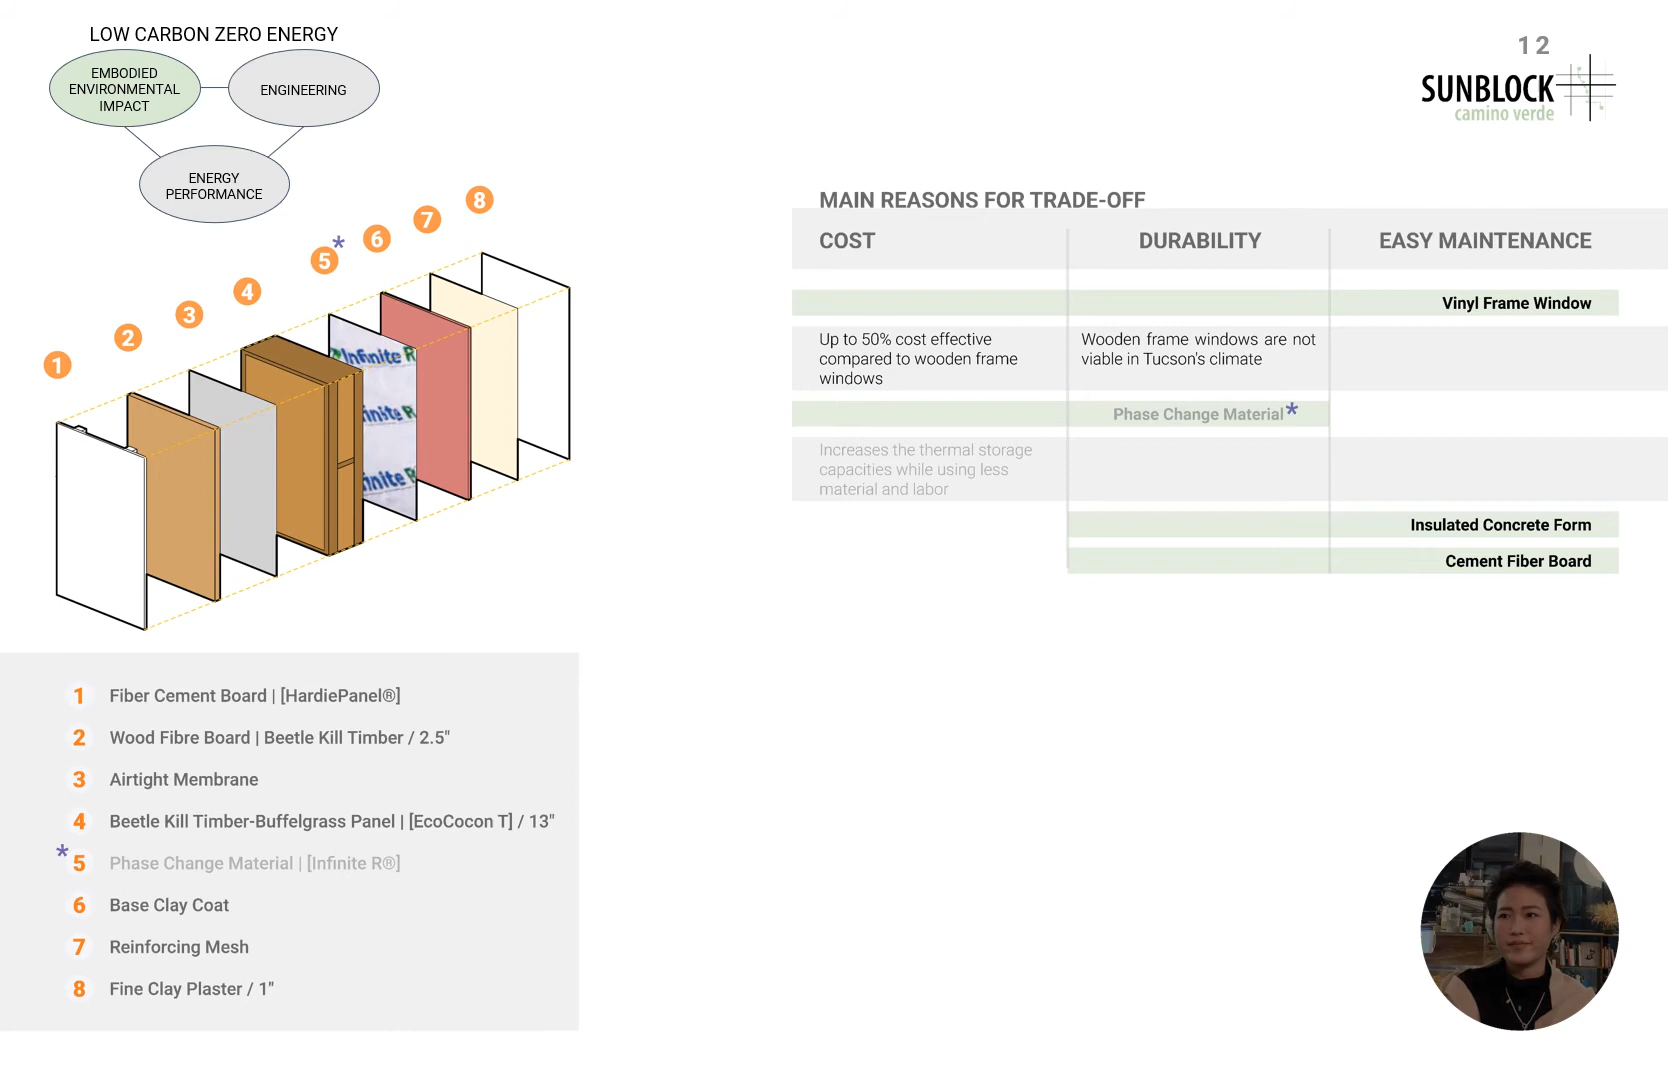 LOW CARBON ZERO ENERGY
EMBODIED
ENVIRONMENTAL
IMPACT
ENGINEERING
ENERGY
PERFORMANCE
12
SUNBLOCK
camino verde
1
2
3
4
5
*
6
7
8
Infinite R
Infinite R
Infinite R
1 Fiber Cement Board | [HardiePanel®]
2 Wood Fibre Board | Beetle Kill Timber / 2.5"
3 Airtight Membrane
4 Beetle Kill Timber-Buffelgrass Panel | [EcoCocon T] / 13"
* 5 Phase Change Material | [Infinite R®]
6 Base Clay Coat
7 Reinforcing Mesh
8 Fine Clay Plaster / 1"
MAIN REASONS FOR TRADE-OFF
COST DURABILITY EASY MAINTENANCE
Vinyl Frame Window
Up to 50% cost effective
compared to wooden frame
windows
Wooden frame windows are not
viable in Tucson's climate
Phase Change Material*
Increases the thermal storage
capacities while using less
material and labor
Insulated Concrete Form
Cement Fiber Board